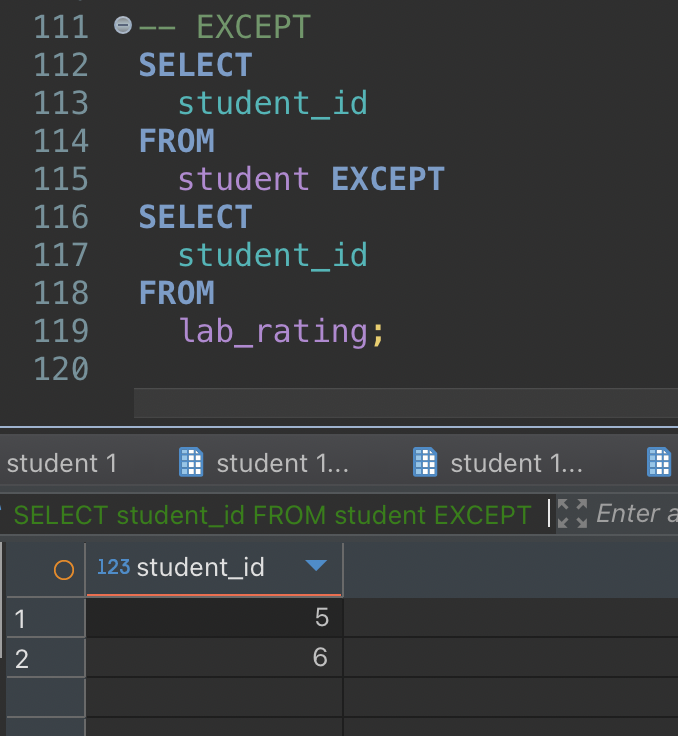 111 -- EXCEPT
112 SELECT
113 student_id
114 FROM
115 student EXCEPT
116 SELECT
117 student_id
118 FROM
119 lab_rating;
120
student 1 student 1... student 1...
SELECT student_id FROM student EXCEPT Enter a
123 student_id
1 5
2 6